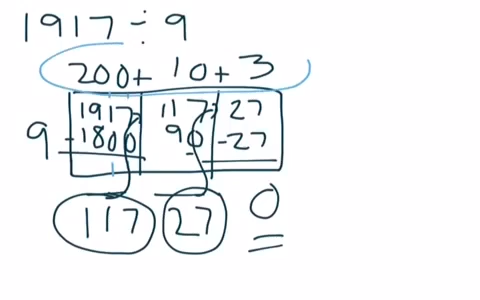 1917 ÷ 9
200 + 10 + 3
1917 117 27
9 - 1800 90 - 27
117 27 0